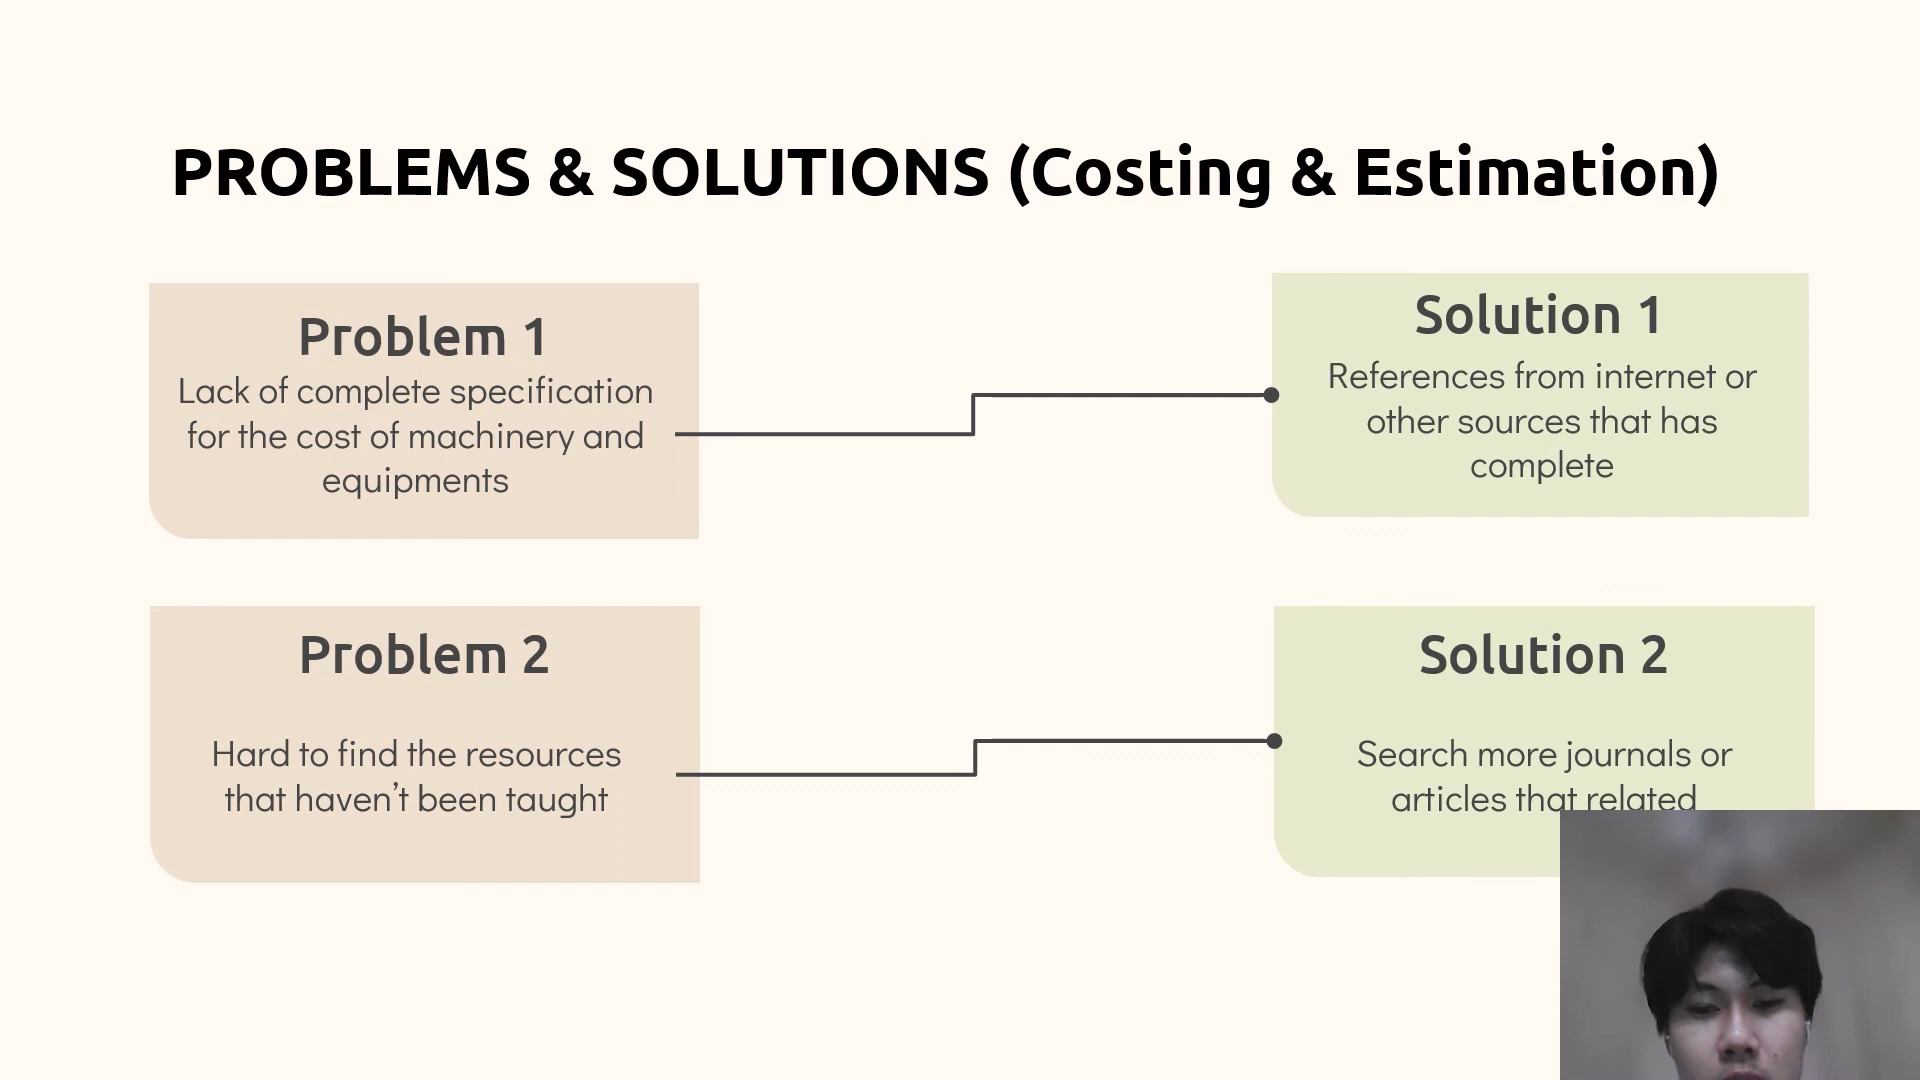 PROBLEMS & SOLUTIONS (Costing & Estimation)
Problem 1
Lack of complete specification
for the cost of machinery and
equipments
Solution 1
References from internet or
other sources that has
complete
Problem 2
Hard to find the resources
that haven’t been taught
Solution 2
Search more journals or
articles that related